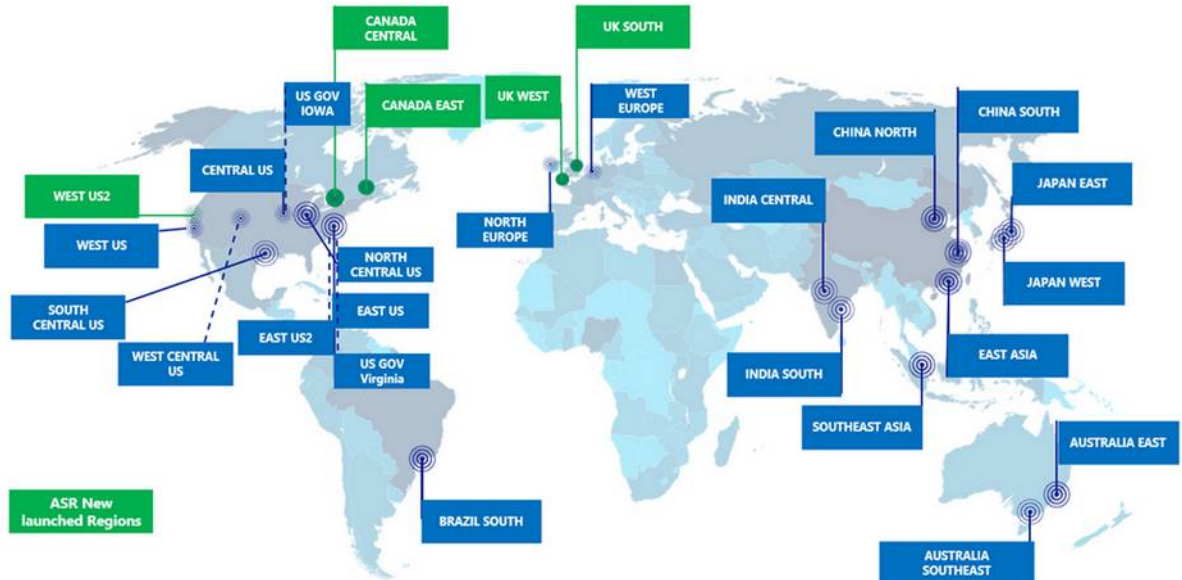 CANADA
CENTRAL
UK SOUTH
US GOV
IOWA
CANADA EAST
UK WEST
WEST
EUROPE
CHINA SOUTH
CHINA NORTH
CENTRAL US
WEST US2
JAPAN EAST
INDIA CENTRAL
WEST US
NORTH
EUROPE
NORTH
CENTRAL US
JAPAN WEST
SOUTH
CENTRAL US
EAST US
EAST US2
WEST CENTRAL
US
US GOV
Virginia
EAST ASIA
INDIA SOUTH
SOUTHEAST ASIA
AUSTRALIA EAST
ASR New
launched Regions
BRAZIL SOUTH
AUSTRALIA
SOUTHEAST